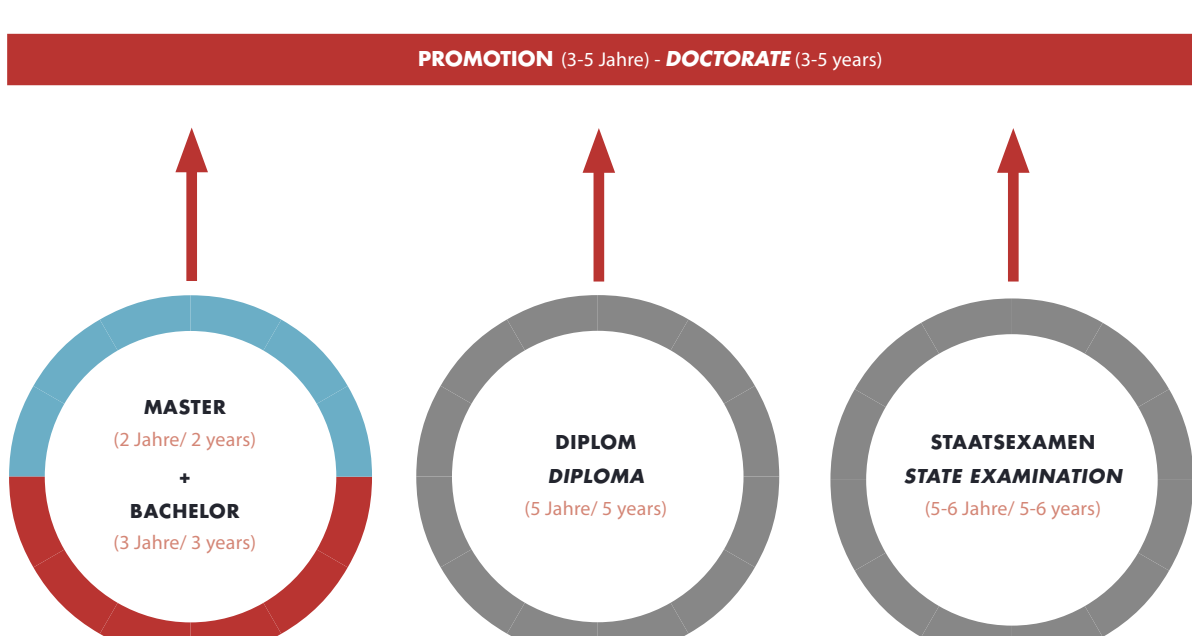 PROMOTION (3-5 Jahre) - DOCTORATE (3-5 years)
MASTER
(2 Jahre/ 2 years)
+
BACHELOR
(3 Jahre/ 3 years)
DIPLOM
DIPLOMA
(5 Jahre/ 5 years)
STAATSEXAMEN
STATE EXAMINATION
(5-6 Jahre/ 5-6 years)